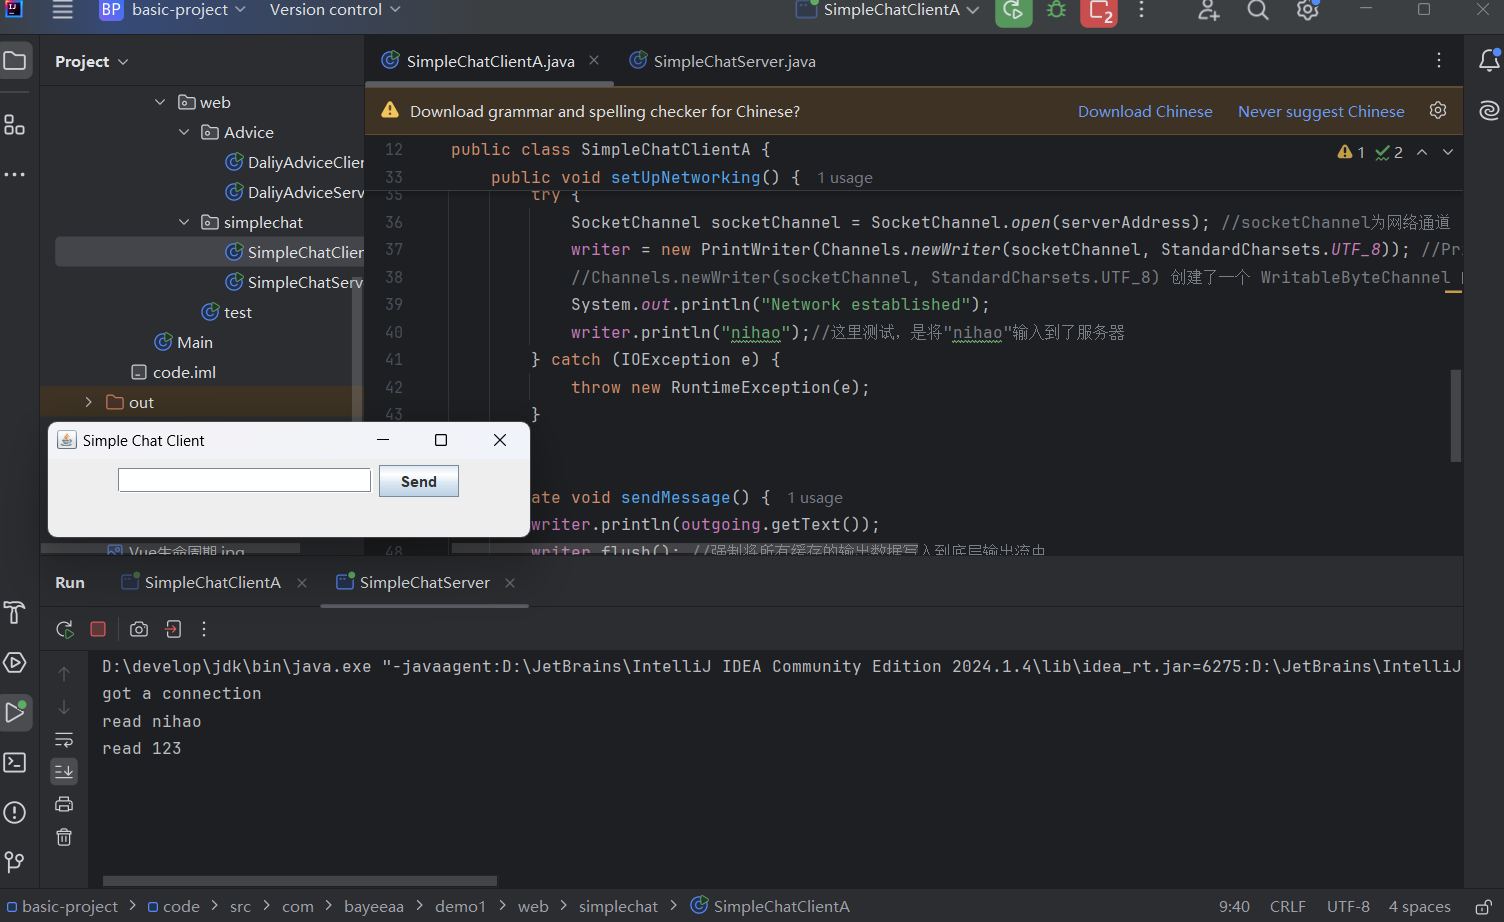 BP basic-project Version control SimpleChatClientA 2
Project
SimpleChatClientA.java SimpleChatServer.java
web
Advice
DaliyAdviceClier
DaliyAdviceServ
simplechat
SimpleChatClier
SimpleChatServ
test
Main
code.iml
out
Vue生命周期.jpg
Download grammar and spelling checker for Chinese? Download Chinese Never suggest Chinese
12 public class SimpleChatClientA { 1 2
33 public void setUpNetworking() { 1 usage
35 try {
36 SocketChannel socketChannel = SocketChannel.open(serverAddress); //socketChannel为网络通道
37 writer = new PrintWriter(Channels.newWriter(socketChannel, StandardCharsets.UTF_8)); //Pr
38 //Channels.newWriter(socketChannel, StandardCharsets.UTF_8) 创建了一个 WritableByteChannel
39 System.out.println("Network established");
40 writer.println("nihao");//这里测试，是将"nihao"输入到了服务器
41 } catch (IOException e) {
42 throw new RuntimeException(e);
43 }
ate void sendMessage() { 1 usage
writer.println(outgoing.getText());
48 writer.flush(); //强制将所有缓存的输出数据写入到底层输出流中
Simple Chat Client
Send
Run SimpleChatClientA SimpleChatServer
D:\develop\jdk\bin\java.exe "-javaagent:D:\JetBrains\IntelliJ IDEA Community Edition 2024.1.4\lib\idea_rt.jar=6275:D:\JetBrains\IntelliJ
got a connection
read nihao
read 123
basic-project > code > src > com > bayeeaa > demo1 > web > simplechat > SimpleChatClientA 9:40 CRLF UTF-8 4 spaces